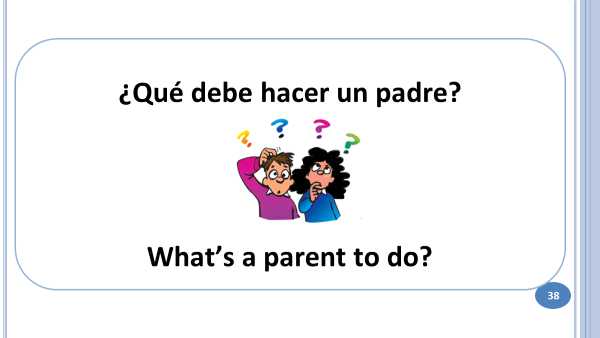 ¿Qué debe hacer un padre?
? ? ? ?
What's a parent to do?
38